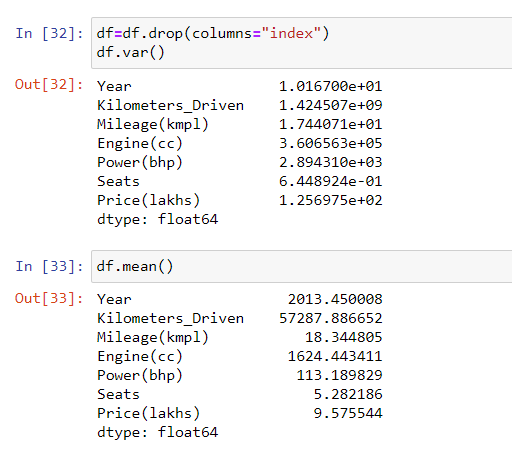 In [32]: df=df.drop(columns="index")
df.var()
Out[32]: Year 1.016700e+01
Kilometers_Driven 1.424507e+09
Mileage(kmpl) 1.744071e+01
Engine(cc) 3.606563e+05
Power(bhp) 2.894310e+03
Seats 6.448924e-01
Price(lakhs) 1.256975e+02
dtype: float64
In [33]: df.mean()
Out[33]: Year 2013.450008
Kilometers_Driven 57287.886652
Mileage(kmpl) 18.344805
Engine(cc) 1624.443411
Power(bhp) 113.189829
Seats 5.282186
Price(lakhs) 9.575544
dtype: float64